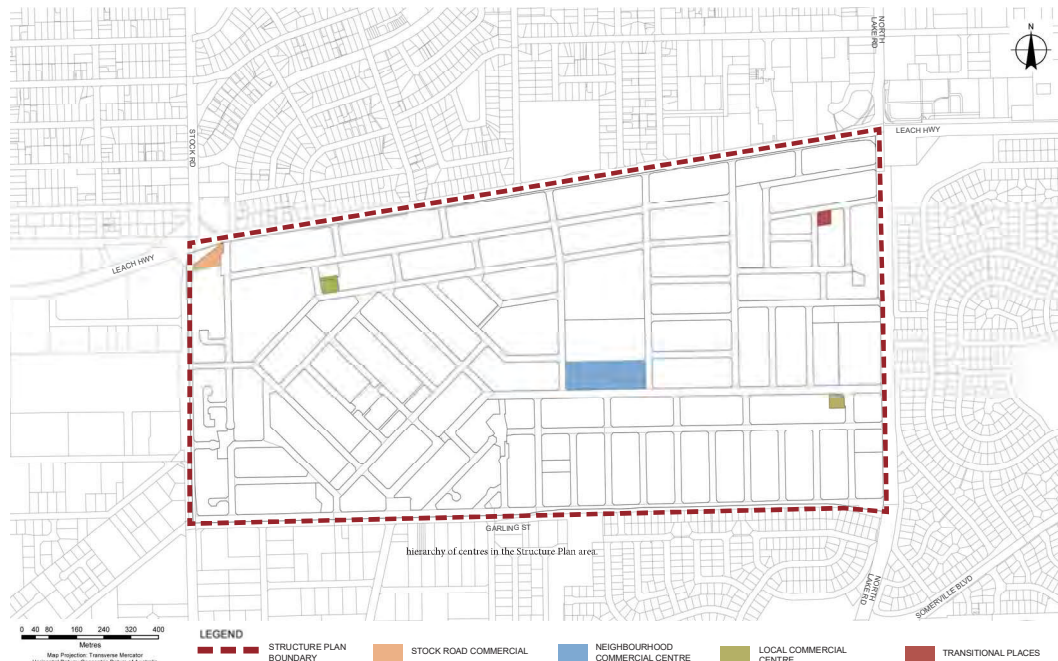 NORTH
LAKE RD
N
STOCK RD
LEACH HWY
LEACH HWY
GARLING ST
hierarchy of centres in the Structure Plan area.
NORTH
LAKE RD
SOMERVILLE BLVD
0 40 80 160 240 320 400
Metres
Map Projection: Transverse Mercator
LEGEND
STRUCTURE PLAN
BOUNDARY
STOCK ROAD COMMERCIAL
NEIGHBOURHOOD
COMMERCIAL CENTRE
LOCAL COMMERCIAL
CENTRE
TRANSITIONAL PLACES